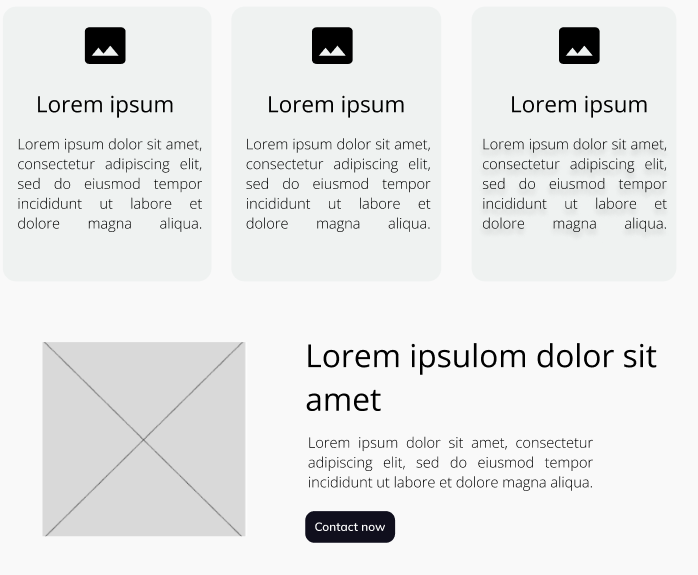 Lorem ipsum
Lorem ipsum dolor sit amet,
consectetur adipiscing elit,
sed do eiusmod tempor
incididunt ut labore et
dolore magna aliqua.
Lorem ipsum
Lorem ipsum dolor sit amet,
consectetur adipiscing elit,
sed do eiusmod tempor
incididunt ut labore et
dolore magna aliqua.
Lorem ipsum
Lorem ipsum dolor sit amet,
consectetur adipiscing elit,
sed do eiusmod tempor
incididunt ut labore et
dolore magna aliqua.
Lorem ipsulom dolor sit
amet
Lorem ipsum dolor sit amet, consectetur
adipiscing elit, sed do eiusmod tempor
incididunt ut labore et dolore magna aliqua.
Contact now